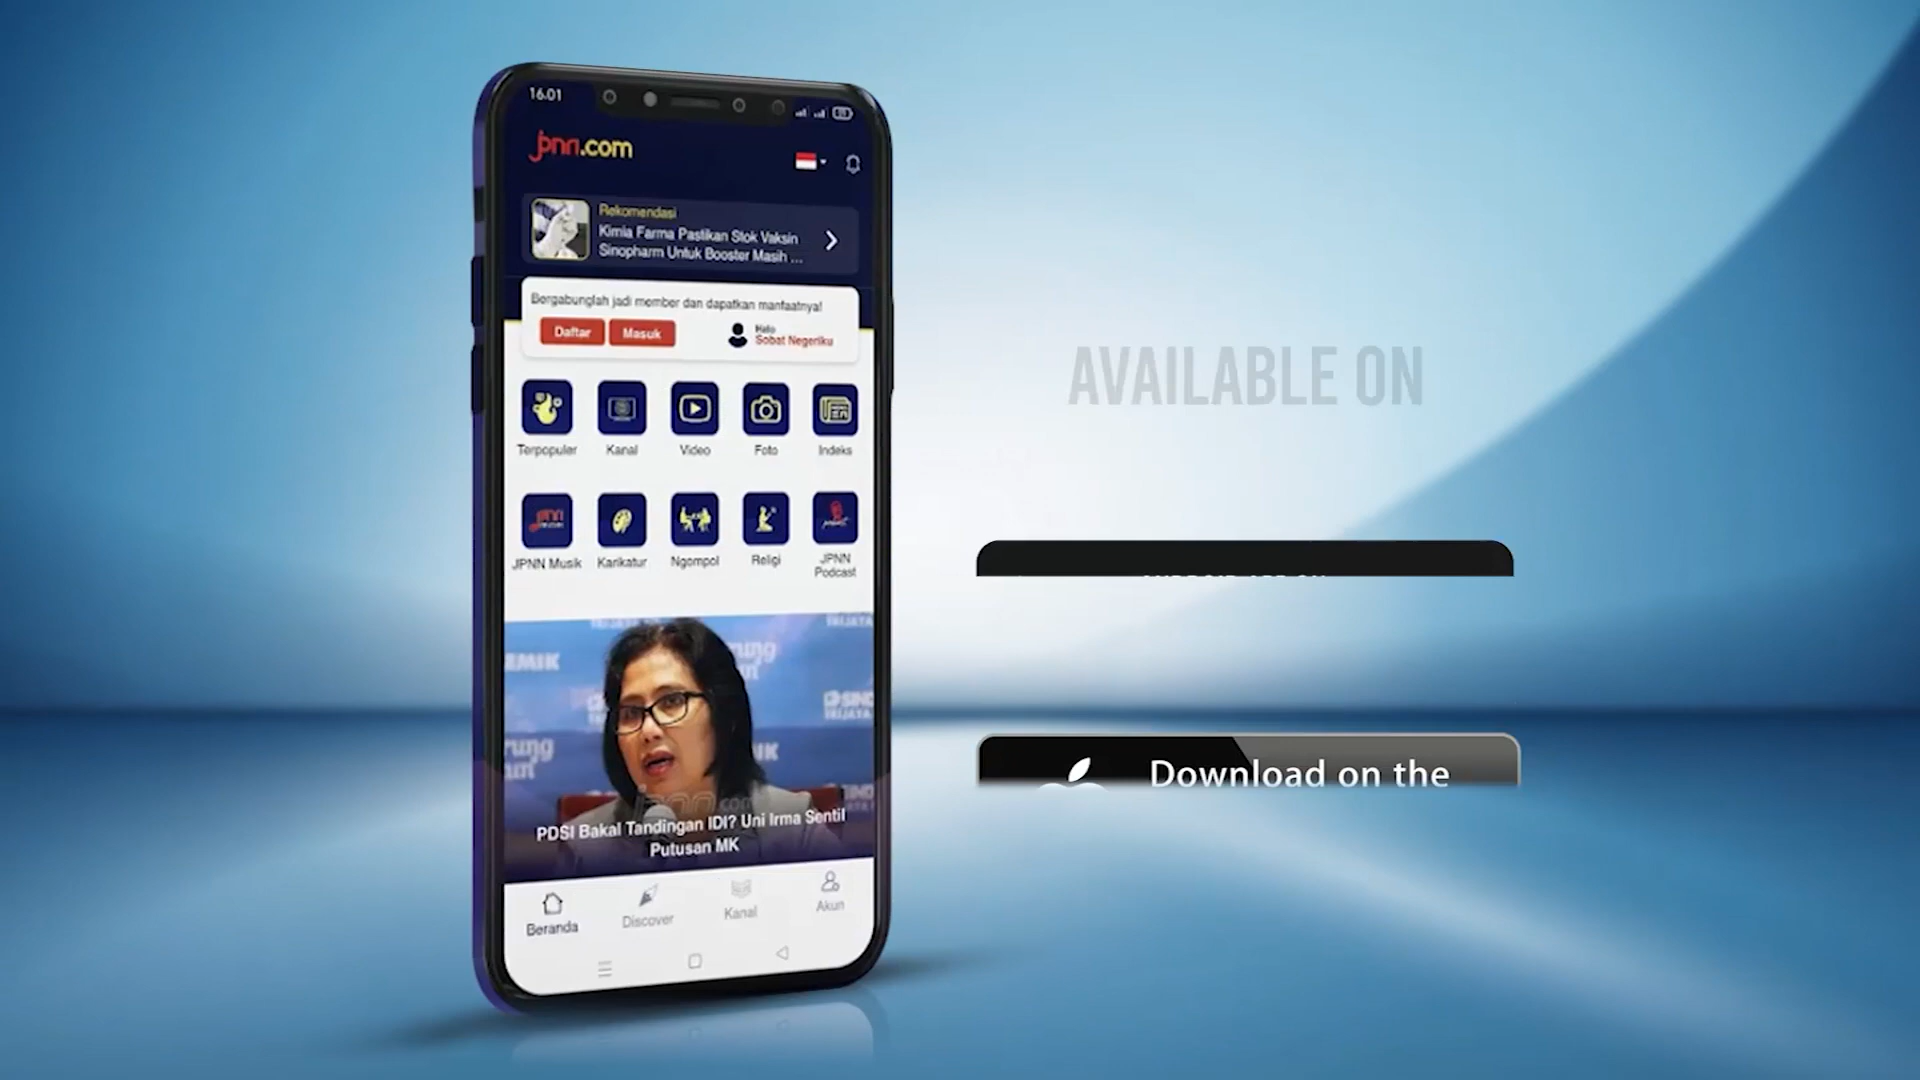 16.01
jpnn.com
Rekomendasi
Kimia Farma Pastikan Stok Vaksin
Sinopharm Untuk Booster Masih ...
Bergabunglah jadi member dan dapatkan manfaatnya!
Daftar
Masuk
Halo
Sobat Negeriku
Terpopuler
Kanal
Video
Foto
Indeks
JPNN Musik
Karikatur
Ngompol
Religi
JPNN
Podcast
PDSI Bakal Tandingan IDI? Uni Irma Sentil
Putusan MK
Beranda
Discover
Kanal
Akun
AVAILABLE ON
Download on the